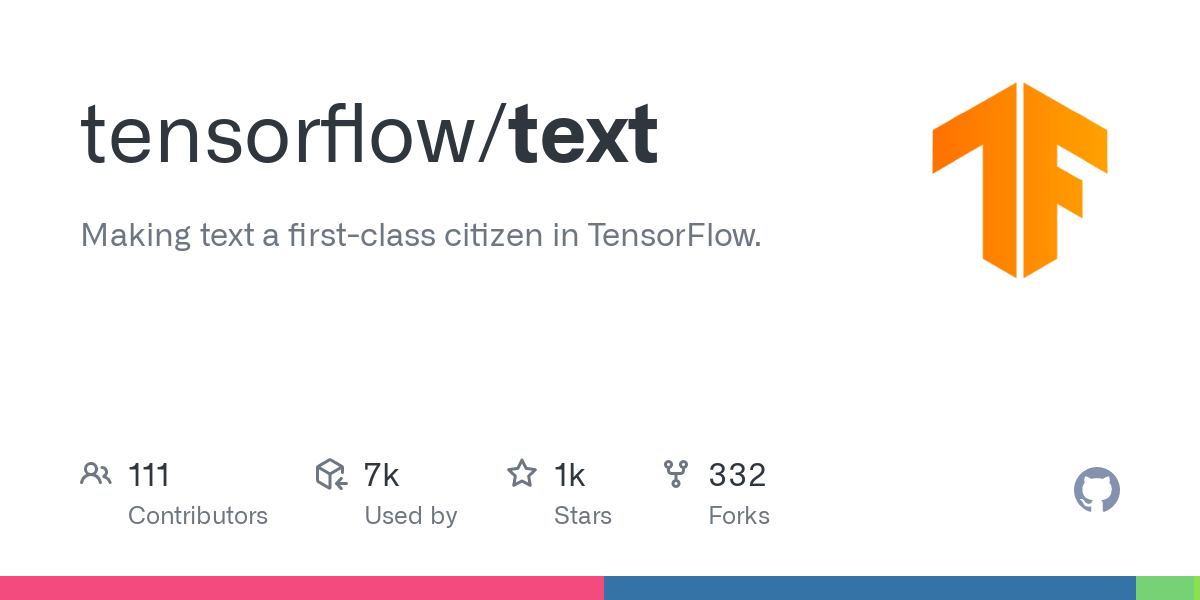 tensorflow/text
Making text a first-class citizen in TensorFlow.
111 7k 1k 332
Contributors Used by Stars Forks